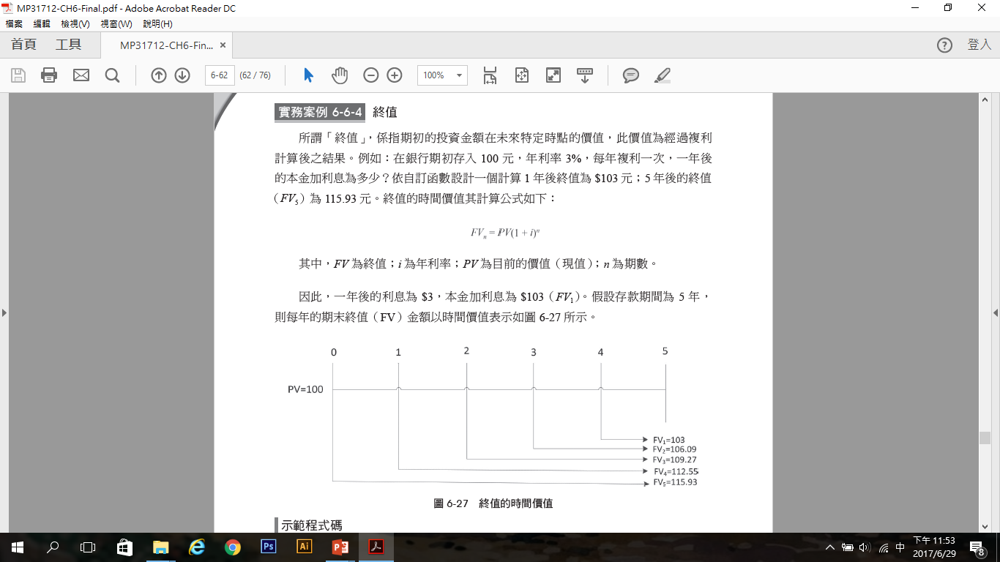 MP31712-CH6-Final.pdf - Adobe Acrobat Reader DC
檔案 編輯 檢視(V) 視窗(W) 說明(H)
首頁 工具 MP31712-CH6-Fin... × ? 登入
6-62 (62 / 76) 100%
實務案例 6-6-4 終值
所謂「終值」，係指期初的投資金額在未來特定時點的價值，此價值為經過複利
計算後之結果。例如：在銀行期初存入 100 元，年利率 3%，每年複利一次，一年後
的本金加利息為多少？依自訂函數設計一個計算 1 年後終值為 $103 元；5 年後的終值
（FV₅）為 115.93 元。終值的時間價值其計算公式如下：
FVₙ = PV(1 + i)ⁿ
其中，FV 為終值；i 為年利率；PV 為目前的價值（現值）；n 為期數。
因此，一年後的利息為 $3，本金加利息為 $103（FV₁）。假設存款期間為 5 年，
則每年的期末終值（FV）金額以時間價值表示如圖 6-27 所示。
0 1 2 3 4 5
PV=100
FV₁=103
FV₂=106.09
FV₃=109.27
FV₄=112.55
FV₅=115.93
圖 6-27 終值的時間價值
示範程式碼
Ps Ai P 中 下午 11:53
2017/6/29 8